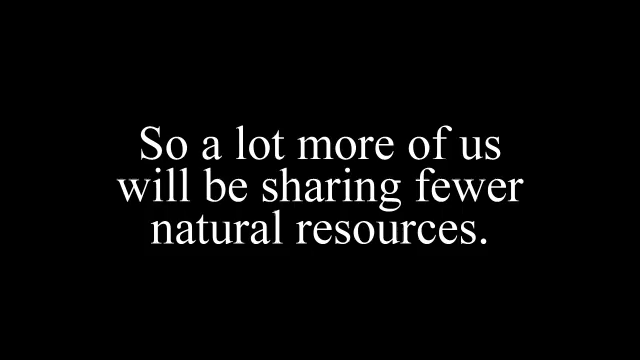 So a lot more of us
will be sharing fewer
natural resources.